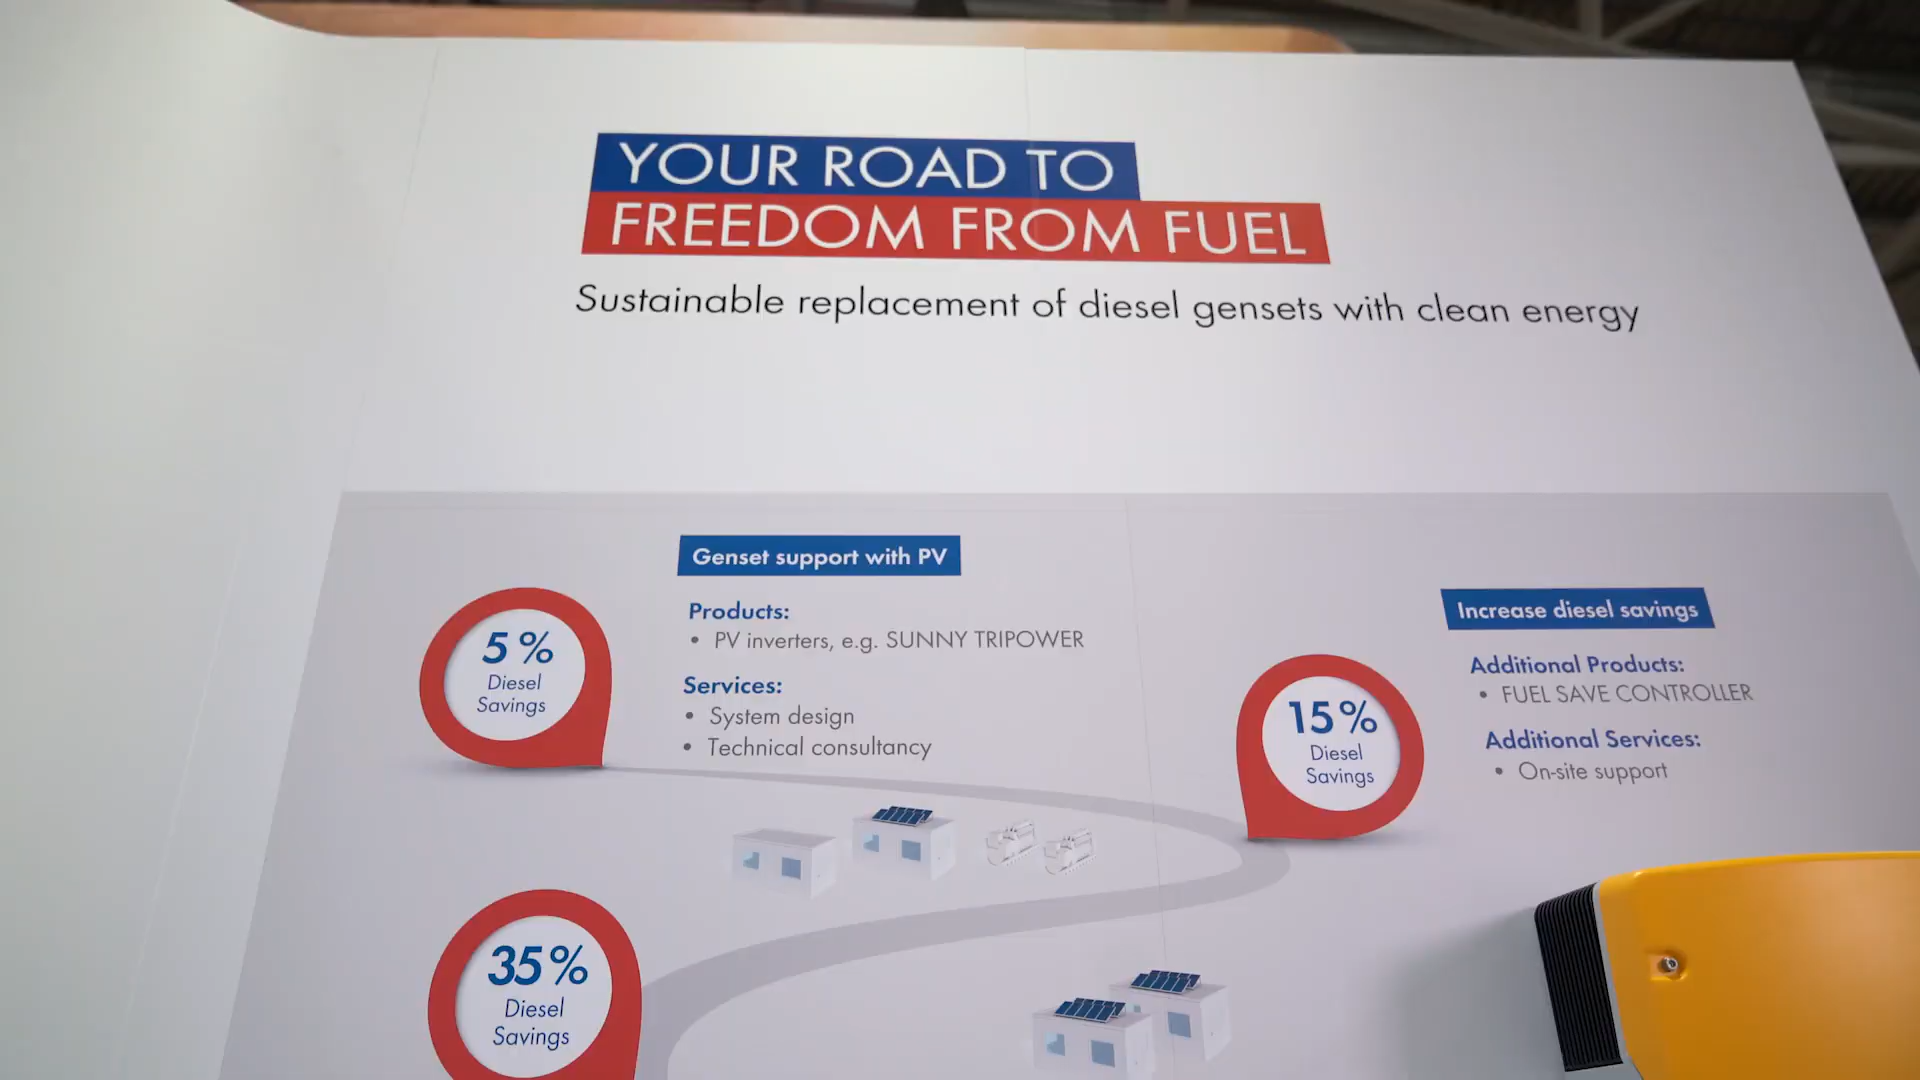 YOUR ROAD TO
FREEDOM FROM FUEL
Sustainable replacement of diesel gensets with clean energy
Genset support with PV
Products:
• PV inverters, e.g. SUNNY TRIPOWER
Services:
• System design
• Technical consultancy
5%
Diesel
Savings
Increase diesel savings
Additional Products:
• FUEL SAVE CONTROLLER
Additional Services:
• On-site support
15%
Diesel
Savings
35%
Diesel
Savings